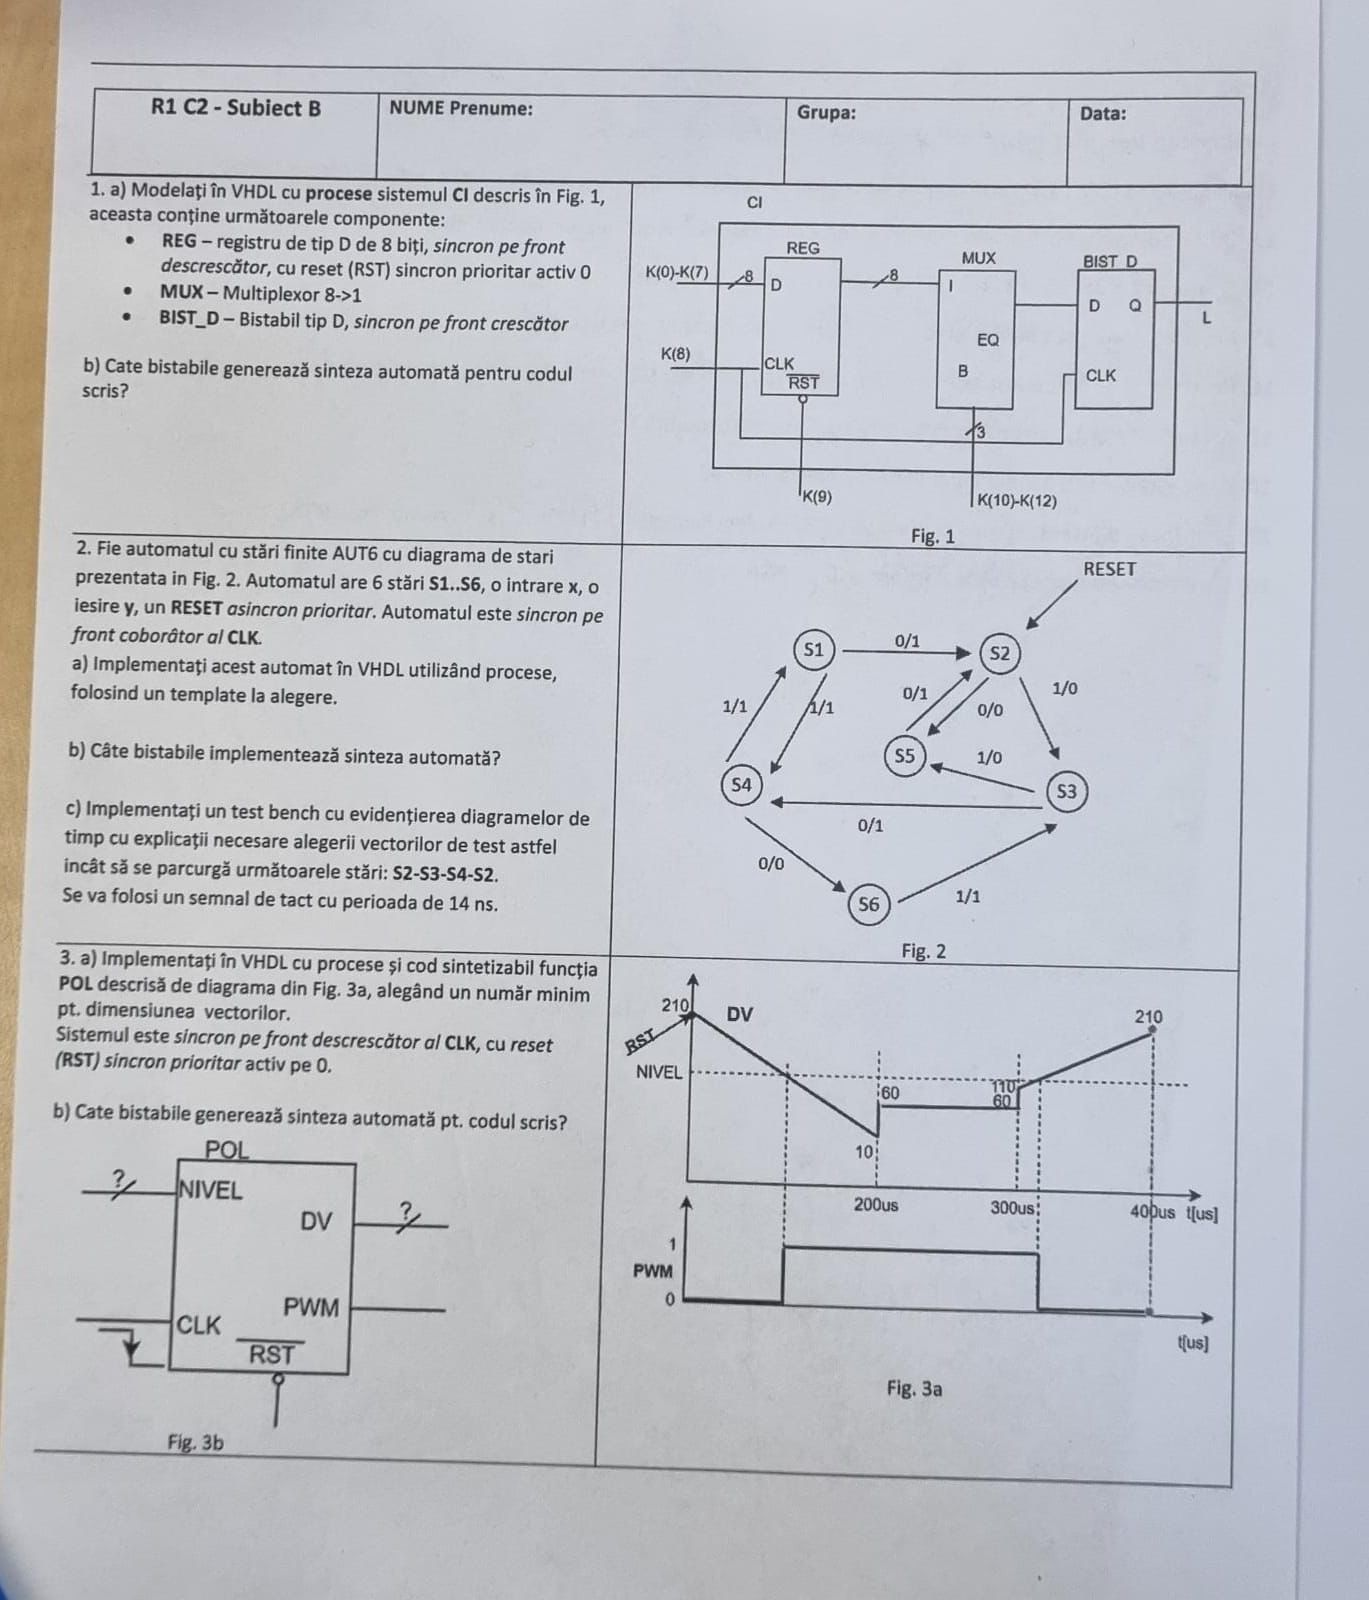 R1 C2 - Subiect B
NUME Prenume:
Grupa:
Data:
1. a) Modelați în VHDL cu procese sistemul CI descris în Fig. 1,
aceasta conține următoarele componente:
• REG – registru de tip D de 8 biți, sincron pe front
descrescător, cu reset (RST) sincron prioritar activ 0
• MUX – Multiplexor 8->1
• BIST_D – Bistabil tip D, sincron pe front crescător
b) Cate bistabile generează sinteza automată pentru codul
scris?
CI
REG
MUX
BIST D
K(0)-K(7)
8
D
8
I
D
Q
L
EQ
K(8)
CLK
RST
B
CLK
3
K(9)
K(10)-K(12)
Fig. 1
2. Fie automatul cu stări finite AUT6 cu diagrama de stari
prezentata in Fig. 2. Automatul are 6 stări S1..S6, o intrare x, o
iesire y, un RESET asincron prioritar. Automatul este sincron pe
front coborâtor al CLK.
a) Implementați acest automat în VHDL utilizând procese,
folosind un template la alegere.
b) Câte bistabile implementează sinteza automată?
c) Implementați un test bench cu evidențierea diagramelor de
timp cu explicații necesare alegerii vectorilor de test astfel
incât să se parcurgă următoarele stări: S2-S3-S4-S2.
Se va folosi un semnal de tact cu perioada de 14 ns.
RESET
S1
0/1
S2
1/1
1/1
0/1
0/0
1/0
S5
1/0
S4
S3
0/1
0/0
S6
1/1
Fig. 2
3. a) Implementați în VHDL cu procese și cod sintetizabil funcția
POL descrisă de diagrama din Fig. 3a, alegând un număr minim
pt. dimensiunea vectorilor.
Sistemul este sincron pe front descrescător al CLK, cu reset
(RST) sincron prioritar activ pe 0.
b) Cate bistabile generează sinteza automată pt. codul scris?
POL
?
NIVEL
DV
?
PWM
CLK
RST
Fig. 3b
210
DV
210
RST
NIVEL
60
110
60
10
200us
300us
400us t[us]
1
PWM
0
t[us]
Fig. 3a